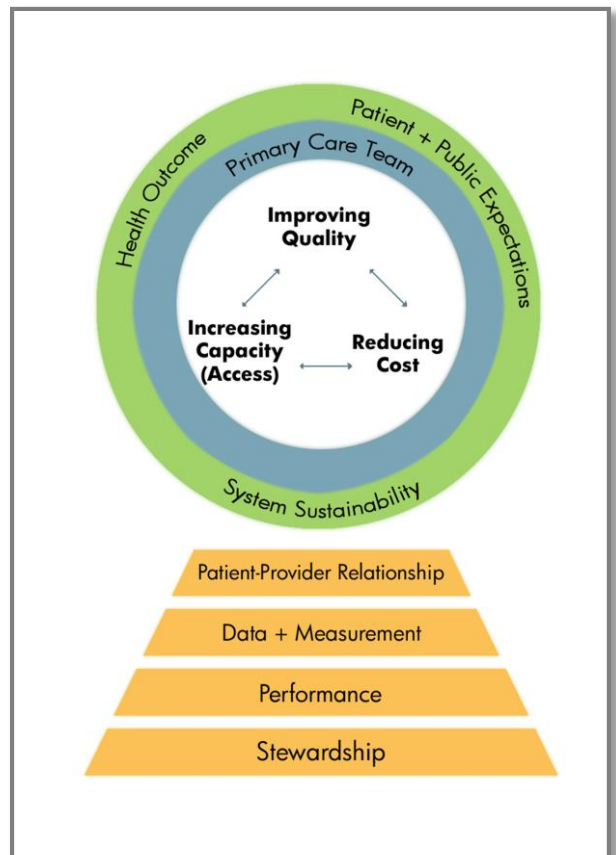 Health Outcome
Patient + Public Expectations
Primary Care Team
Improving
Quality
Increasing
Capacity
(Access)
Reducing
Cost
System Sustainability
Patient-Provider Relationship
Data + Measurement
Performance
Stewardship